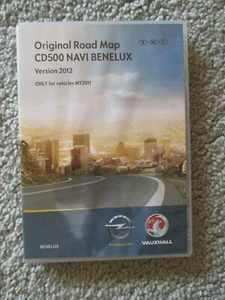 Original Road Map
CD500 NAVI BENELUX
Version 2012
ONLY for vehicles MY2011
BENELUX
VAUXHALL